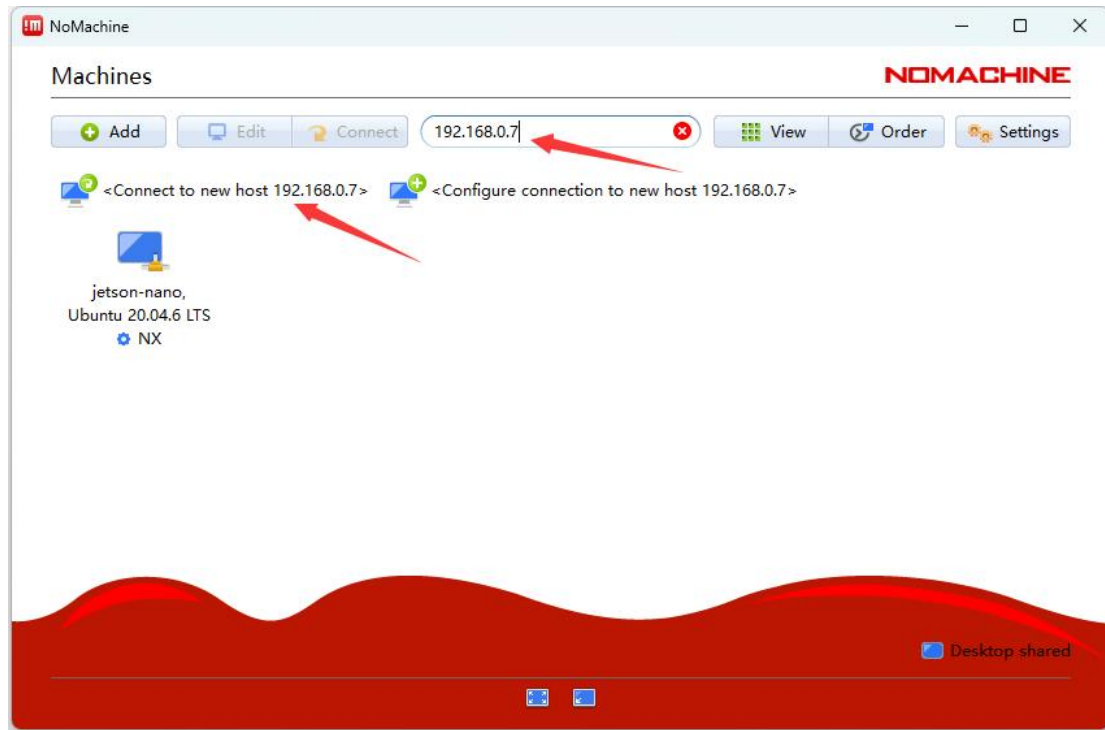 NoMachine
Machines
NOMACHINE
Add
Edit
Connect
192.168.0.7
View
Order
Settings
<Connect to new host 192.168.0.7>
<Configure connection to new host 192.168.0.7>
jetson-nano,
Ubuntu 20.04.6 LTS
NX
Desktop shared